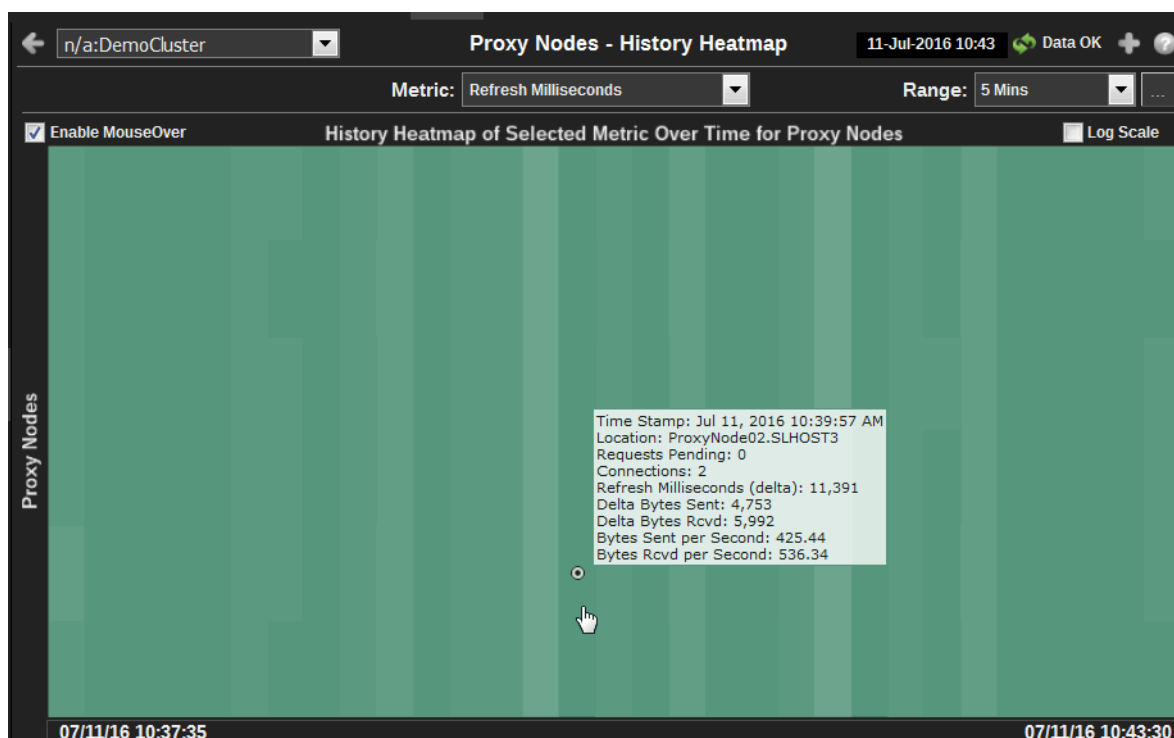 n/a:DemoCluster Proxy Nodes - History Heatmap 11-Jul-2016 10:43 Data OK ?
Metric: Refresh Milliseconds Range: 5 Mins ...
Enable MouseOver History Heatmap of Selected Metric Over Time for Proxy Nodes Log Scale
Proxy Nodes
Time Stamp: Jul 11, 2016 10:39:57 AM
Location: ProxyNode02.SLHOST3
Requests Pending: 0
Connections: 2
Refresh Milliseconds (delta): 11,391
Delta Bytes Sent: 4,753
Delta Bytes Rcvd: 5,992
Bytes Sent per Second: 425.44
Bytes Rcvd per Second: 536.34
07/11/16 10:37:35 07/11/16 10:43:30